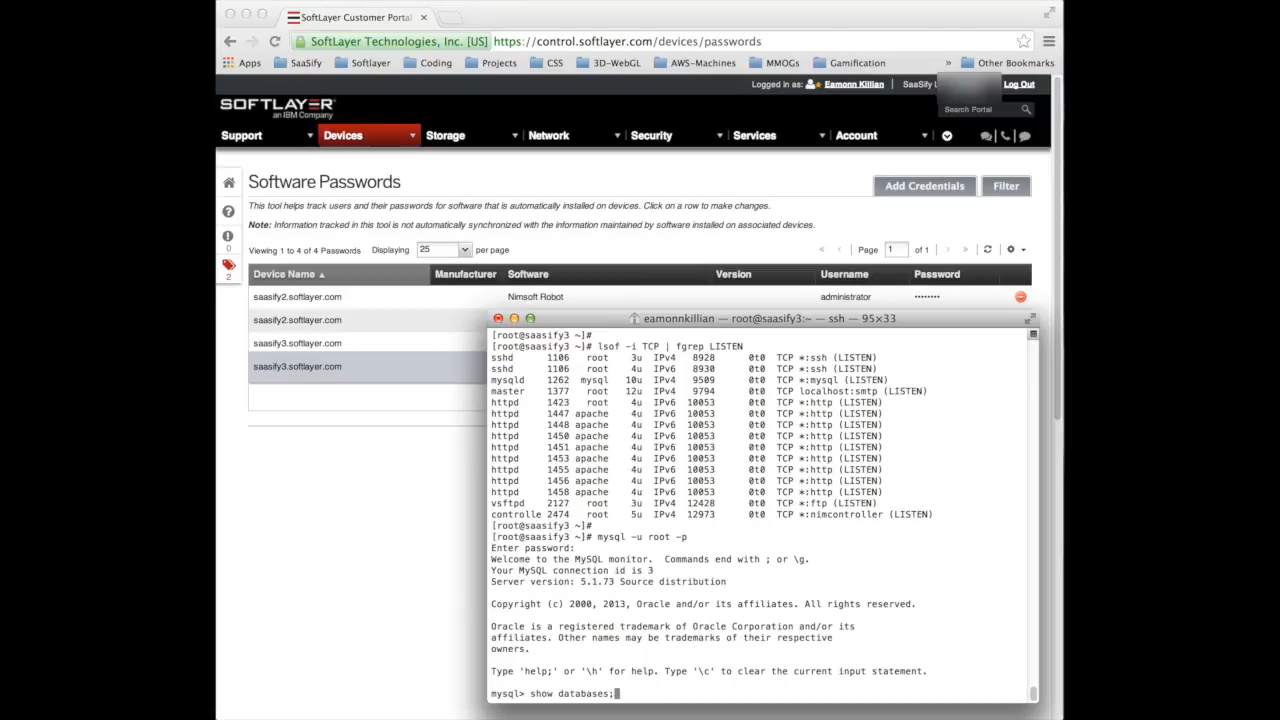 SoftLayer Customer Portal
SoftLayer Technologies, Inc. [US] https://control.softlayer.com/devices/passwords
Apps SaaSify Softlayer Coding Projects CSS 3D-WebGL AWS-Machines MMOGs Gamification » Other Bookmarks
Logged in as: Eamonn Killian SaaSify Log Out
SOFTLAYER
an IBM Company
Search Portal
Support Devices Storage Network Security Services Account
Software Passwords
Add Credentials Filter
This tool helps track users and their passwords for software that is automatically installed on devices. Click on a row to make changes.
Note: Information tracked in this tool is not automatically synchronized with the information maintained by software installed on associated devices.
0
2
Viewing 1 to 4 of 4 Passwords Displaying 25 per page Page 1 of 1
Device Name Manufacturer Software Version Username Password
saasify2.softlayer.com Nimsoft Robot administrator ••••••••
saasify2.softlayer.com
saasify3.softlayer.com
saasify3.softlayer.com
eamonnkillian — root@saasify3:~ — ssh — 95×33
[root@saasify3 ~]#
[root@saasify3 ~]# lsof -i TCP | fgrep LISTEN
sshd 1106 root 3u IPv4 8928 0t0 TCP *:ssh (LISTEN)
sshd 1106 root 4u IPv6 8930 0t0 TCP *:ssh (LISTEN)
mysqld 1262 mysql 10u IPv4 9509 0t0 TCP *:mysql (LISTEN)
master 1377 root 12u IPv4 9794 0t0 TCP localhost:smtp (LISTEN)
httpd 1423 root 4u IPv6 10053 0t0 TCP *:http (LISTEN)
httpd 1447 apache 4u IPv6 10053 0t0 TCP *:http (LISTEN)
httpd 1448 apache 4u IPv6 10053 0t0 TCP *:http (LISTEN)
httpd 1450 apache 4u IPv6 10053 0t0 TCP *:http (LISTEN)
httpd 1451 apache 4u IPv6 10053 0t0 TCP *:http (LISTEN)
httpd 1453 apache 4u IPv6 10053 0t0 TCP *:http (LISTEN)
httpd 1455 apache 4u IPv6 10053 0t0 TCP *:http (LISTEN)
httpd 1456 apache 4u IPv6 10053 0t0 TCP *:http (LISTEN)
httpd 1458 apache 4u IPv6 10053 0t0 TCP *:http (LISTEN)
vsftpd 2127 root 3u IPv4 12428 0t0 TCP *:ftp (LISTEN)
controlle 2474 root 5u IPv4 12973 0t0 TCP *:nimcontroller (LISTEN)
[root@saasify3 ~]#
[root@saasify3 ~]# mysql -u root -p
Enter password:
Welcome to the MySQL monitor.  Commands end with ; or \g.
Your MySQL connection id is 3
Server version: 5.1.73 Source distribution
Copyright (c) 2000, 2013, Oracle and/or its affiliates. All rights reserved.
Oracle is a registered trademark of Oracle Corporation and/or its
affiliates. Other names may be trademarks of their respective
owners.
Type 'help;' or '\h' for help. Type '\c' to clear the current input statement.
mysql> show databases;